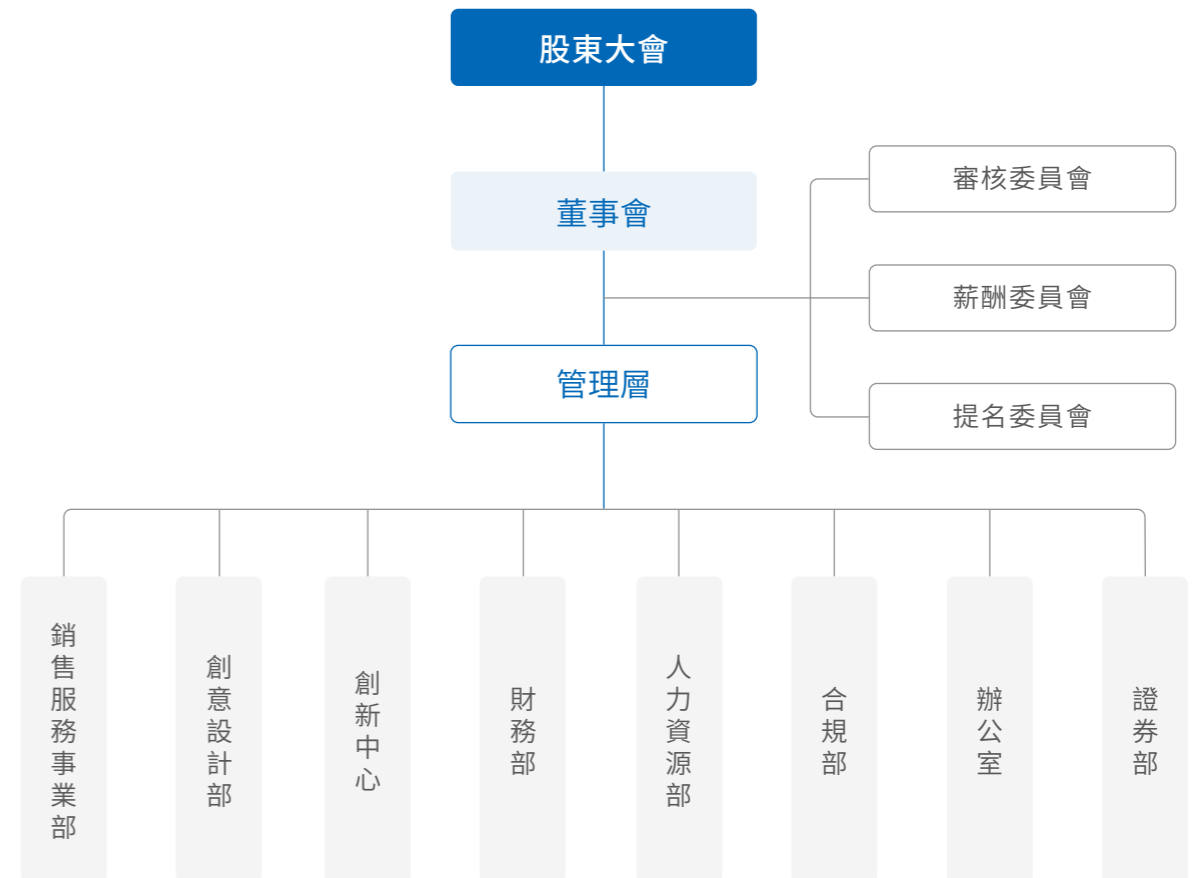 股東大會
董事會
審核委員會
薪酬委員會
管理層
提名委員會
銷售服務事業部
創意設計部
創新中心
財務部
人力資源部
合規部
辦公室
證券部